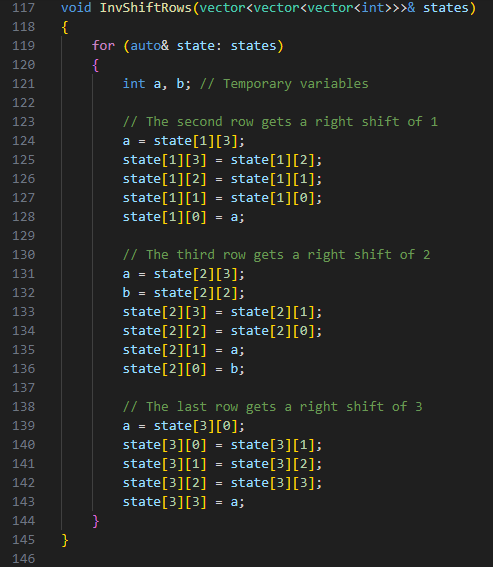 117 void InvShiftRows(vector<vector<vector<int>>>& states)
118 {
119     for (auto& state: states)
120     {
121         int a, b; // Temporary variables
122
123         // The second row gets a right shift of 1
124         a = state[1][3];
125         state[1][3] = state[1][2];
126         state[1][2] = state[1][1];
127         state[1][1] = state[1][0];
128         state[1][0] = a;
129
130         // The third row gets a right shift of 2
131         a = state[2][3];
132         b = state[2][2];
133         state[2][3] = state[2][1];
134         state[2][2] = state[2][0];
135         state[2][1] = a;
136         state[2][0] = b;
137
138         // The last row gets a right shift of 3
139         a = state[3][0];
140         state[3][0] = state[3][1];
141         state[3][1] = state[3][2];
142         state[3][2] = state[3][3];
143         state[3][3] = a;
144     }
145 }
146